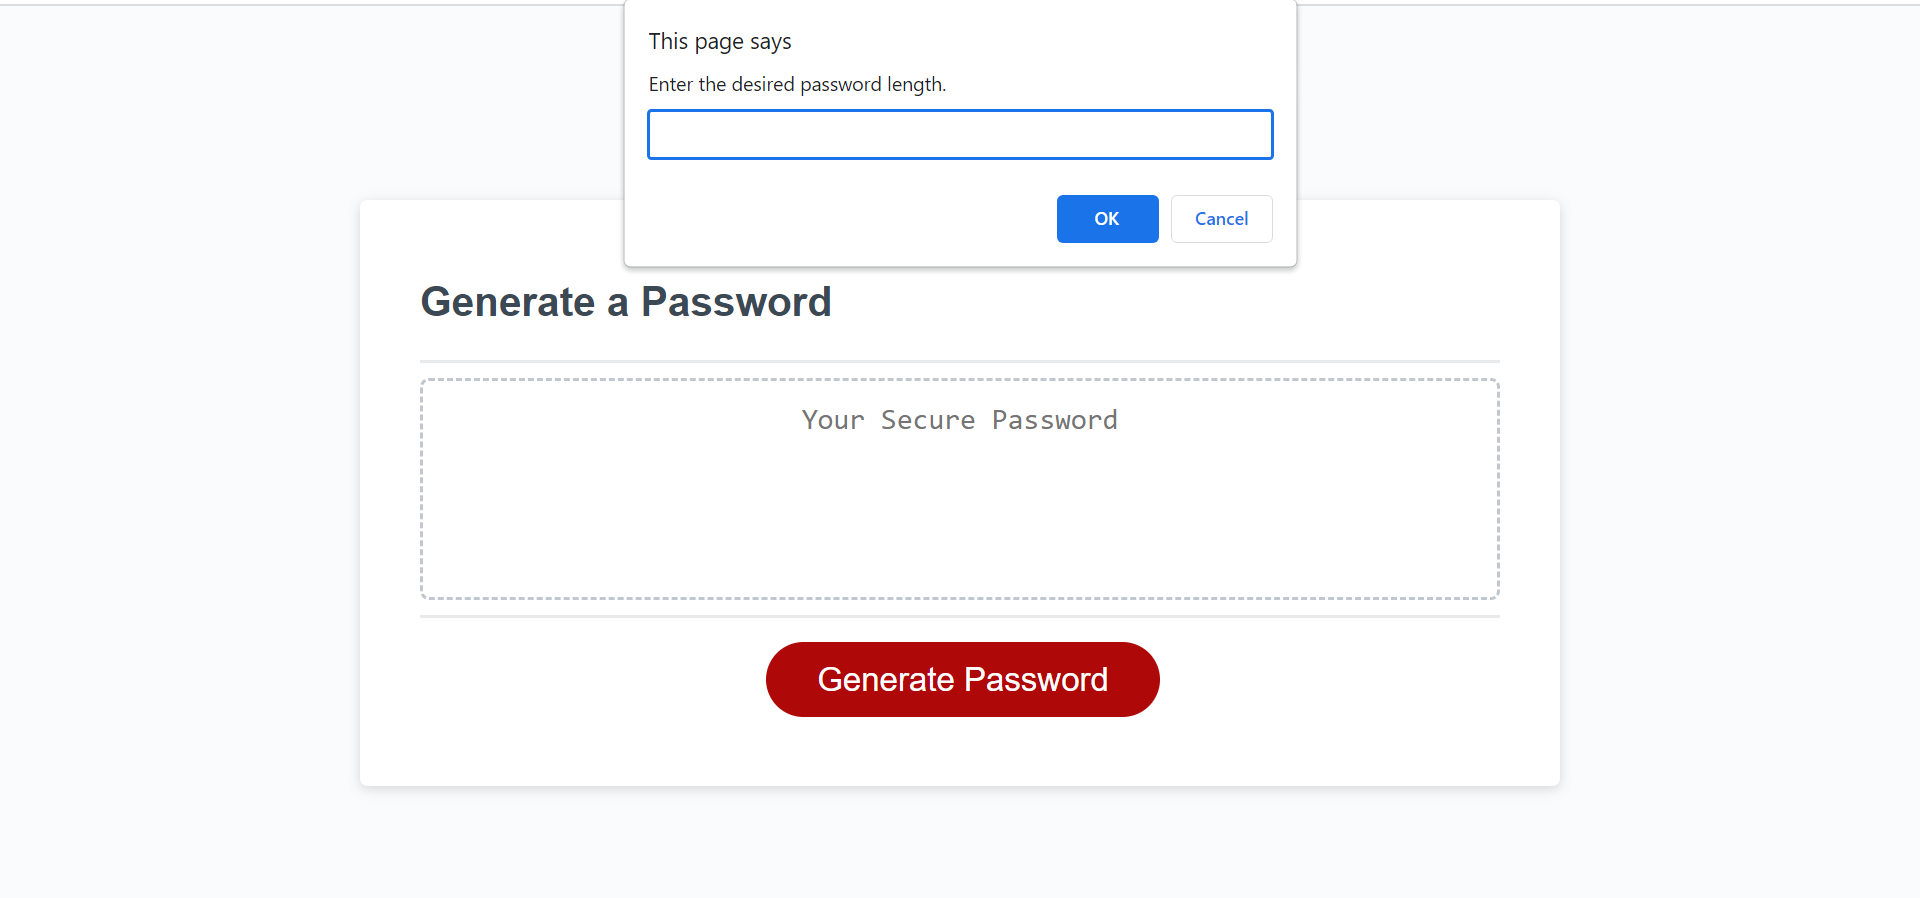 This page says
Enter the desired password length.
OK
Cancel
Generate a Password
Your Secure Password
Generate Password